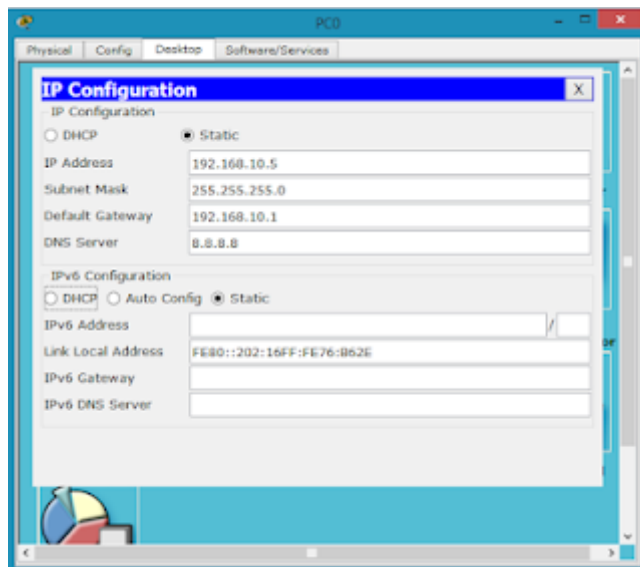 PC0
Physical Config Desktop Software/Services
IP Configuration X
IP Configuration
DHCP Static
IP Address 192.168.10.5
Subnet Mask 255.255.255.0
Default Gateway 192.168.10.1
DNS Server 8.8.8.8
IPv6 Configuration
DHCP Auto Config Static
IPv6 Address /
Link Local Address FE80::202:16FF:FE76:B62E
IPv6 Gateway
IPv6 DNS Server